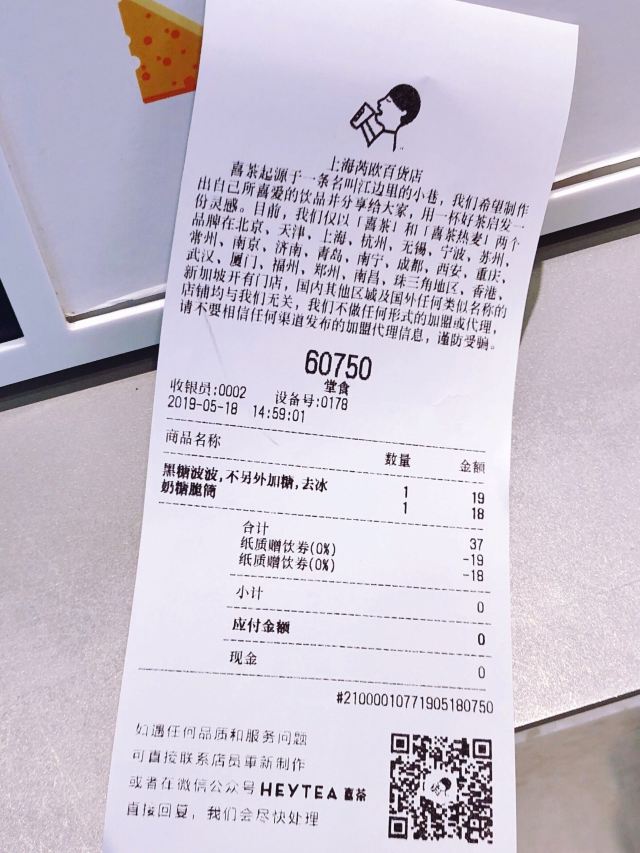 上海芮欧百货店
喜茶起源于一条名叫江边里的小巷，我们希望制作
出自己所喜爱的饮品并分享给大家，用一杯好茶启发一
份灵感。目前，我们仅以「喜茶」和「喜茶热麦」两个
品牌在北京、天津、上海、杭州、无锡、宁波、苏州、
常州、南京、济南、青岛、南宁、成都、西安、重庆、
武汉、厦门、福州、郑州、南昌、珠三角地区、香港、
新加坡开有门店，国内其他区域及国外任何类似名称的
店铺均与我们无关，我们不做任何形式的加盟或代理，
请不要相信任何渠道发布的加盟代理信息，谨防受骗。
60750
堂食
收银员:0002 设备号:0178
2019-05-18 14:59:01
商品名称 数量 金额
黑糖波波,不另外加糖,去冰 1 19
奶糖脆筒 1 18
合计 37
纸质赠饮券(0%) -19
纸质赠饮券(0%) -18
小计 0
应付金额 0
现金 0
#21000010771905180750
如遇任何品质和服务问题
可直接联系店员重新制作
或者在微信公众号 HEYTEA 喜茶
直接回复，我们会尽快处理